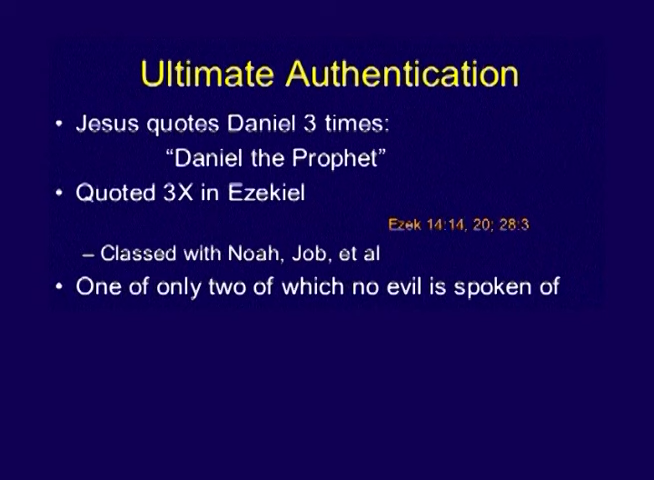 Ultimate Authentication
• Jesus quotes Daniel 3 times:
“Daniel the Prophet”
• Quoted 3X in Ezekiel
Ezek 14:14, 20; 28:3
– Classed with Noah, Job, et al
• One of only two of which no evil is spoken of